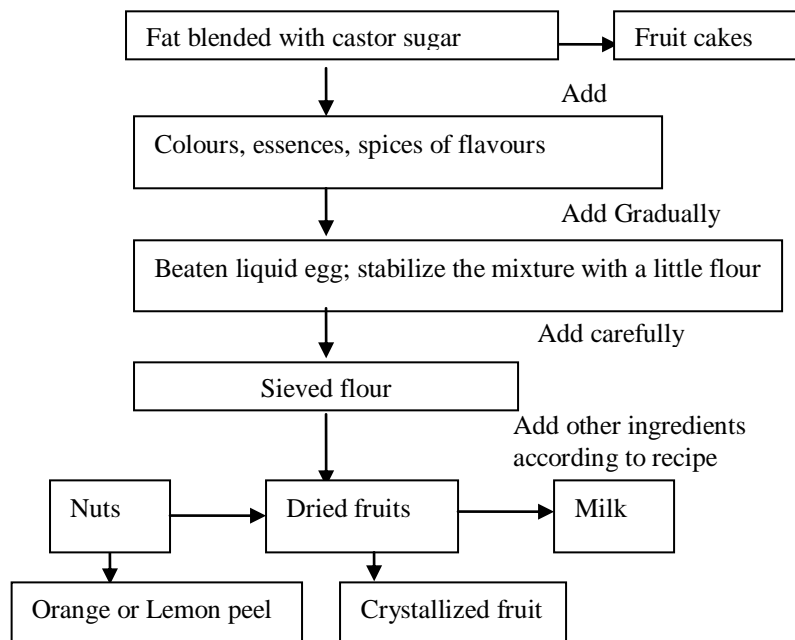 Fat blended with castor sugar
Fruit cakes
Add
Colours, essences, spices of flavours
Add Gradually
Beaten liquid egg; stabilize the mixture with a little flour
Add carefully
Sieved flour
Add other ingredients
according to recipe
Nuts
Dried fruits
Milk
Orange or Lemon peel
Crystallized fruit